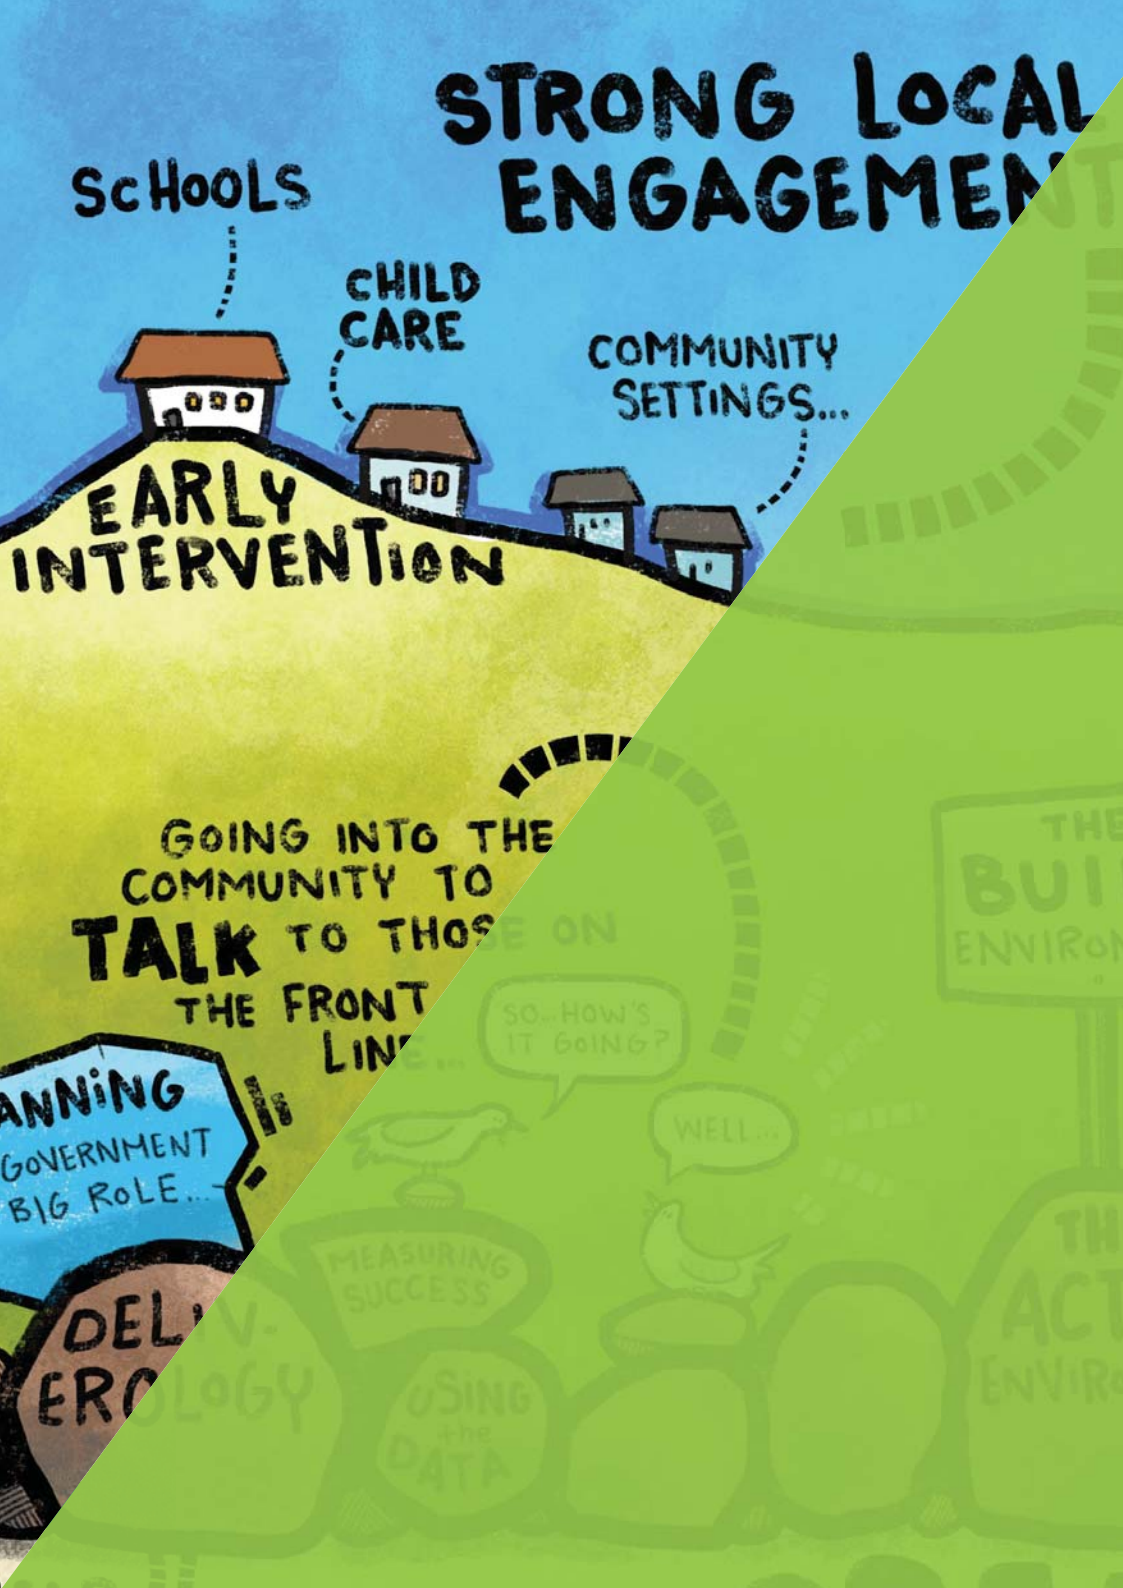 STRONG LOCAL
ENGAGEMENT
SCHOOLS
CHILD
CARE
COMMUNITY
SETTINGS...
EARLY
INTERVENTION
GOING INTO THE
COMMUNITY TO
TALK TO THOSE ON
THE FRONT
LINE...
SO.. HOW'S
IT GOING?
WELL...
THE
BUI
ENVIRON
ANNING
GOVERNMENT
BIG ROLE...
DELIV-
EROLOGY
MEASURING
SUCCESS
USING
the
DATA
TH
ACT
ENVIRO